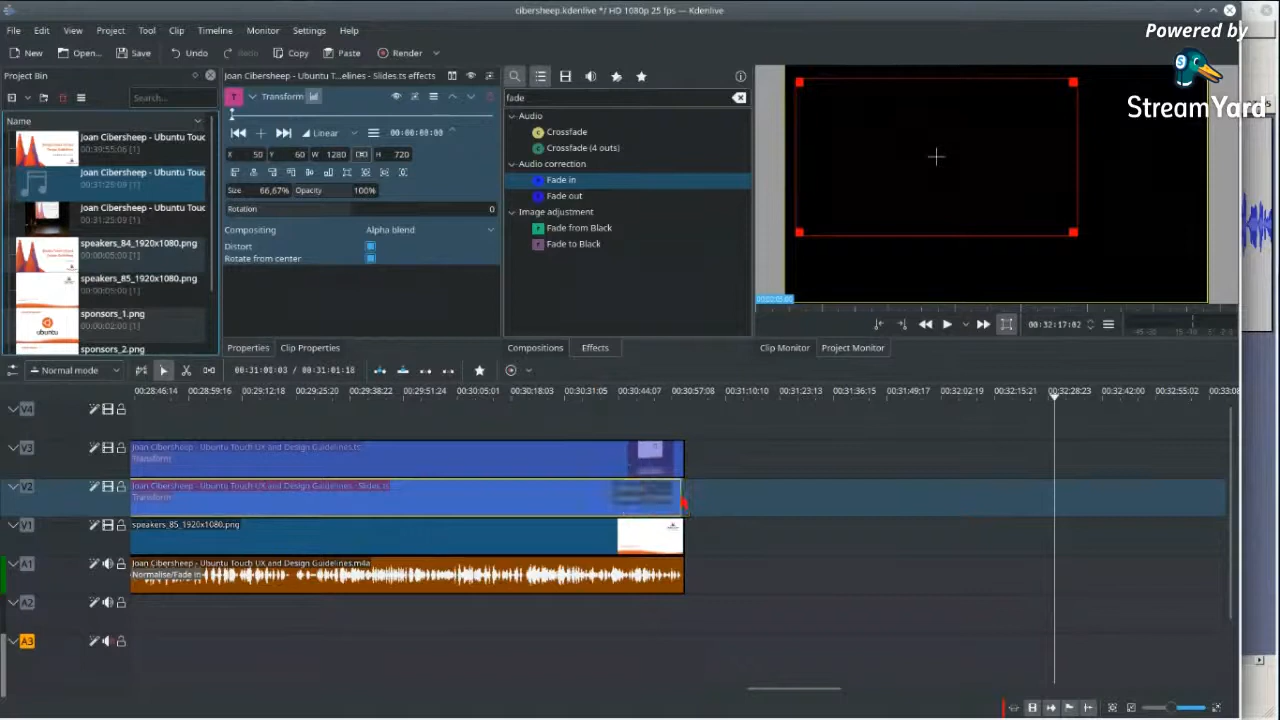 cibersheep.kdenlive */ HD 1080p 25 fps — Kdenlive
File Edit View Project Tool Clip Timeline Monitor Settings Help
New Open... Save Undo Redo Copy Paste Render
Powered by
StreamYard
Project Bin
Search...
Name
Joan Cibersheep - Ubuntu Touc
00:39:55:06 [1]
Joan Cibersheep - Ubuntu Touc
00:31:25:09 [1]
Joan Cibersheep - Ubuntu Touc
00:31:25:09 [1]
speakers_84_1920x1080.png
00:00:05:00 [1]
speakers_85_1920x1080.png
00:00:05:00 [1]
sponsors_1.png
00:00:02:00 [1]
sponsors_2.png
Joan Cibersheep - Ubuntu T...elines - Slides.ts effects
Transform
Linear 00:00:00:00
X 50 Y 60 W 1280 H 720
Size 66,67% Opacity 100%
Rotation 0
Compositing Alpha blend
Distort
Rotate from center
Properties Clip Properties
fade
Audio
Crossfade
Crossfade (4 outs)
Audio correction
Fade in
Fade out
Image adjustment
Fade from Black
Fade to Black
Compositions Effects
00:32:17:02
-45 -30 -20
Clip Monitor Project Monitor
Normal mode 00:31:08:03 / 00:31:01:18
00:28:46:14 00:28:59:16 00:29:12:18 00:29:25:20 00:29:38:22 00:29:51:24 00:30:05:01 00:30:18:03 00:30:31:05 00:30:44:07 00:30:57:08 00:31:10:10 00:31:23:13 00:31:36:15 00:31:49:17 00:32:02:19 00:32:15:21 00:32:28:23 00:32:42:00 00:32:55:02 00:33:08
V4
V3 Joan Cibersheep - Ubuntu Touch UX and Design Guidelines.ts
Transform
V2 Joan Cibersheep - Ubuntu Touch UX and Design Guidelines - Slides.ts
Transform
V1 speakers_85_1920x1080.png
A1 Joan Cibersheep - Ubuntu Touch UX and Design Guidelines.m4a
Normalise/Fade in
A2
A3